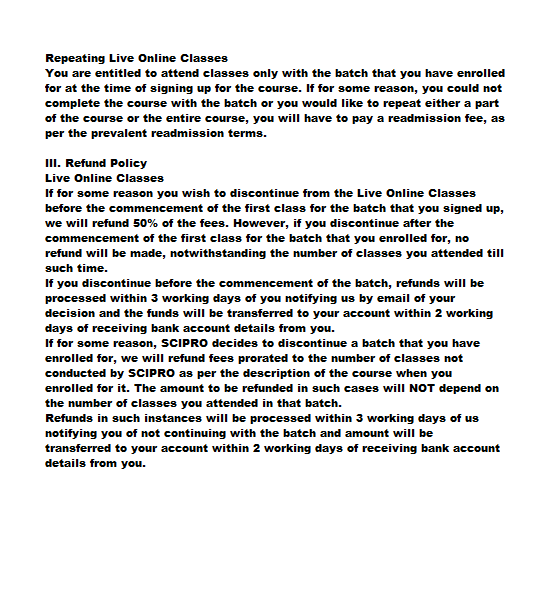 Repeating Live Online Classes
You are entitled to attend classes only with the batch that you have enrolled
for at the time of signing up for the course. If for some reason, you could not
complete the course with the batch or you would like to repeat either a part
of the course or the entire course, you will have to pay a readmission fee, as
per the prevalent readmission terms.
III. Refund Policy
Live Online Classes
If for some reason you wish to discontinue from the Live Online Classes
before the commencement of the first class for the batch that you signed up,
we will refund 50% of the fees. However, if you discontinue after the
commencement of the first class for the batch that you enrolled for, no
refund will be made, notwithstanding the number of classes you attended till
such time.
If you discontinue before the commencement of the batch, refunds will be
processed within 3 working days of you notifying us by email of your
decision and the funds will be transferred to your account within 2 working
days of receiving bank account details from you.
If for some reason, SCIPRO decides to discontinue a batch that you have
enrolled for, we will refund fees prorated to the number of classes not
conducted by SCIPRO as per the description of the course when you
enrolled for it. The amount to be refunded in such cases will NOT depend on
the number of classes you attended in that batch.
Refunds in such instances will be processed within 3 working days of us
notifying you of not continuing with the batch and amount will be
transferred to your account within 2 working days of receiving bank account
details from you.